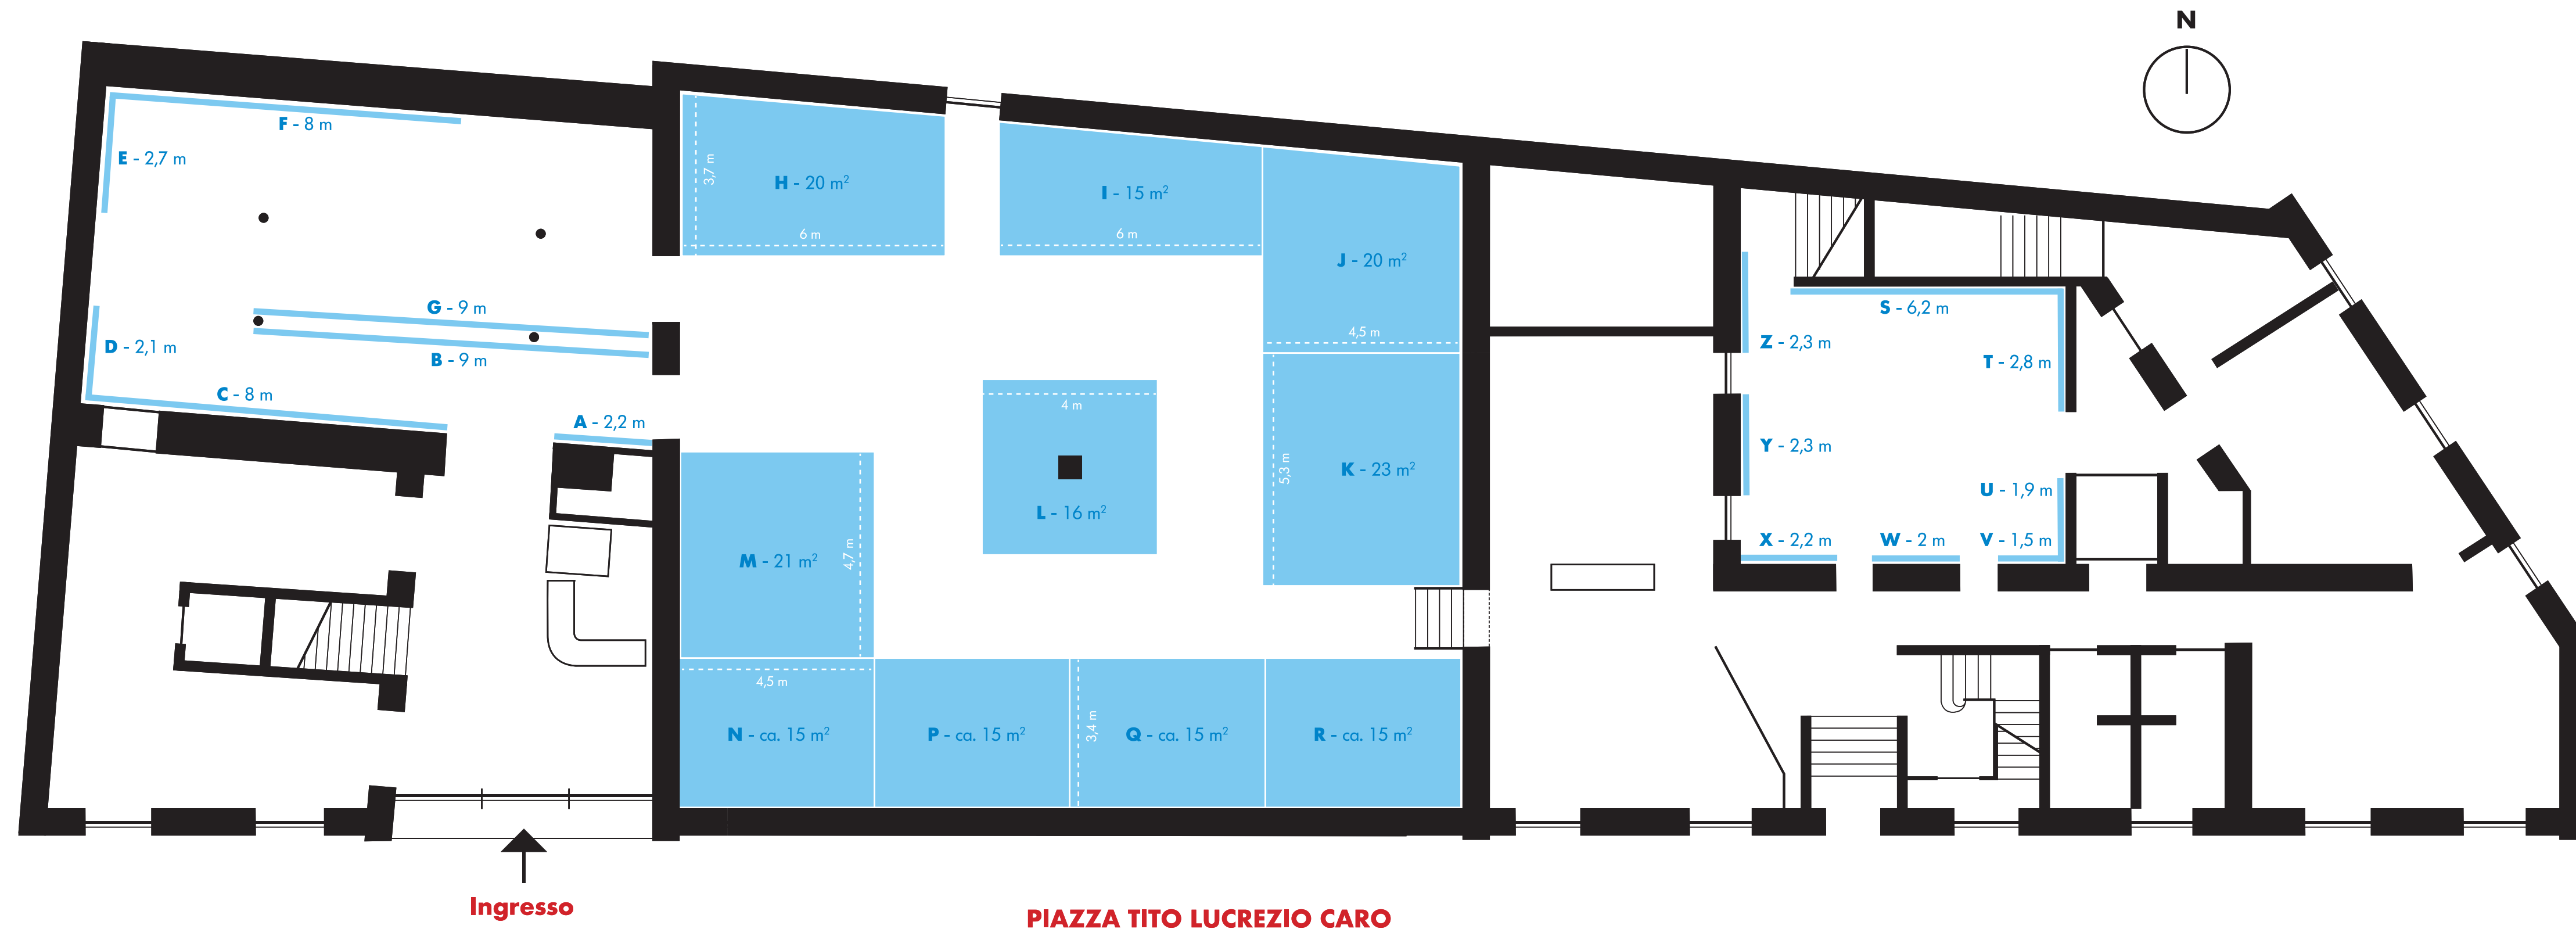 N
F - 8 m
E - 2,7 m
G - 9 m
D - 2,1 m
B - 9 m
C - 8 m
A - 2,2 m
3,7 m
H - 20 m²
6 m
I - 15 m²
6 m
J - 20 m²
4,5 m
4 m
L - 16 m²
5,3 m
K - 23 m²
M - 21 m²
4,7 m
4,5 m
N - ca. 15 m²
P - ca. 15 m²
3,4 m
Q - ca. 15 m²
R - ca. 15 m²
S - 6,2 m
Z - 2,3 m
T - 2,8 m
Y - 2,3 m
U - 1,9 m
X - 2,2 m
W - 2 m
V - 1,5 m
Ingresso
PIAZZA TITO LUCREZIO CARO